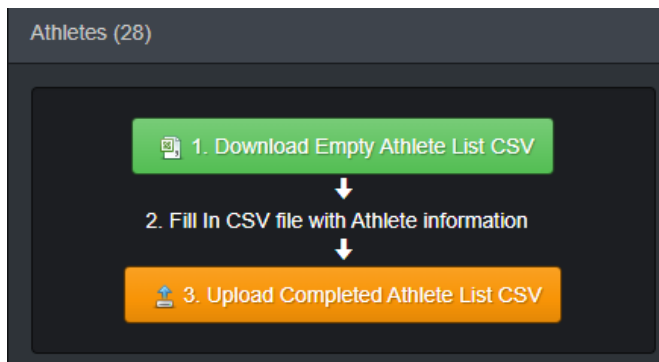 Athletes (28)
1. Download Empty Athlete List CSV
2. Fill In CSV file with Athlete information
3. Upload Completed Athlete List CSV